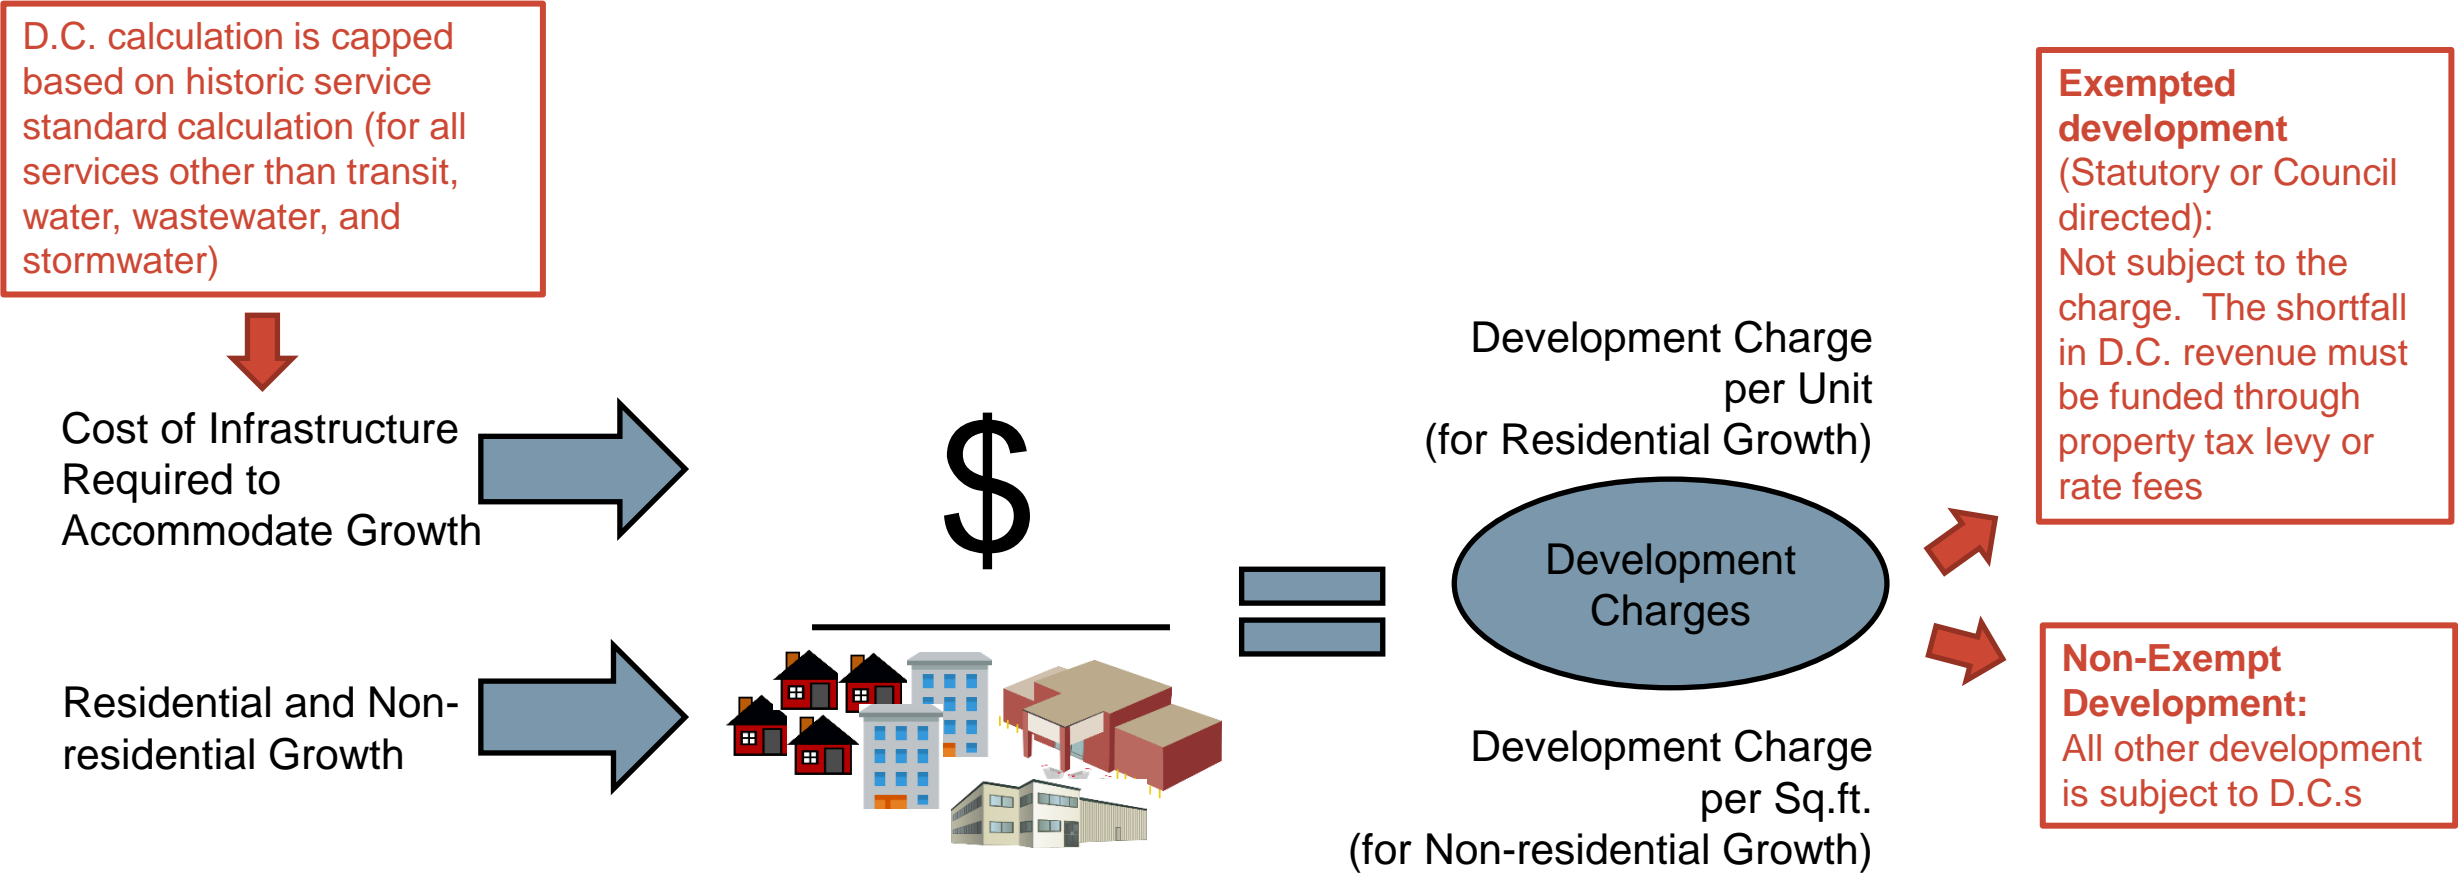 D.C. calculation is capped
based on historic service
standard calculation (for all
services other than transit,
water, wastewater, and
stormwater)
Cost of Infrastructure
Required to
Accommodate Growth
Residential and Non-
residential Growth
$
Development Charge
per Unit
(for Residential Growth)
Development
Charges
Development Charge
per Sq.ft.
(for Non-residential Growth)
Exempted
development
(Statutory or Council
directed):
Not subject to the
charge.  The shortfall
in D.C. revenue must
be funded through
property tax levy or
rate fees
Non-Exempt
Development:
All other development
is subject to D.C.s